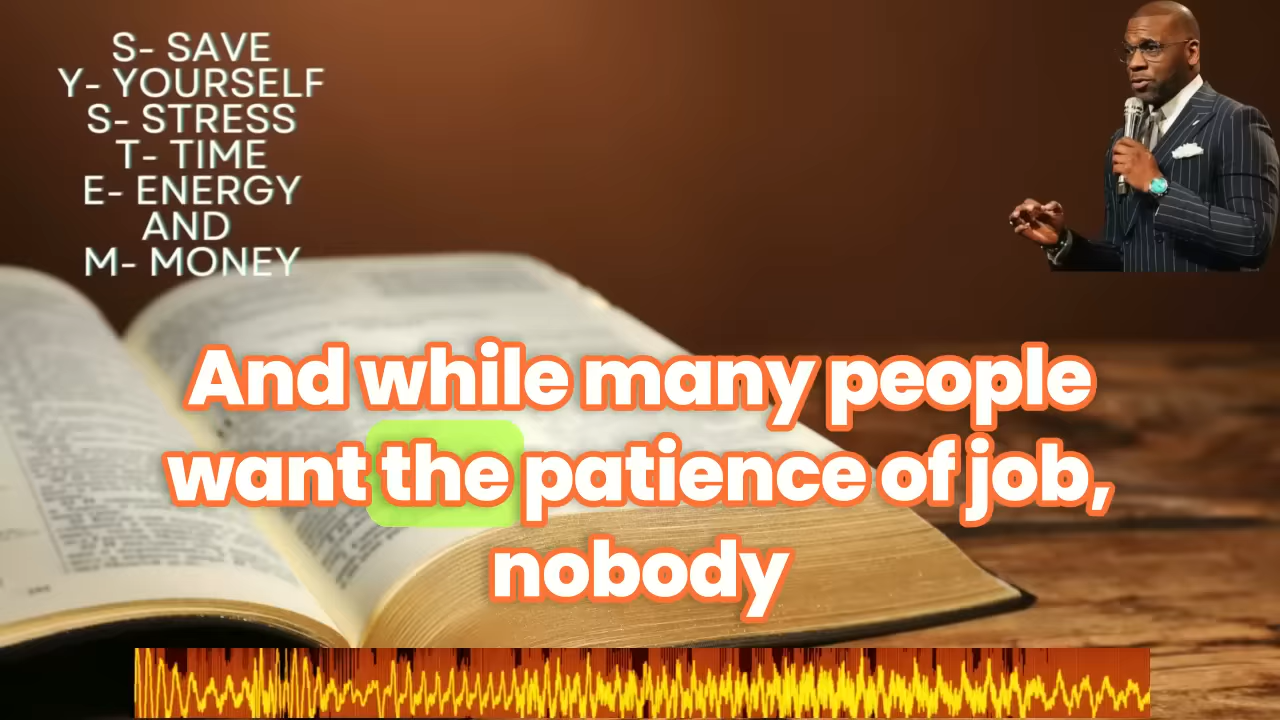 S- SAVE
Y- YOURSELF
S- STRESS
T- TIME
E- ENERGY
AND
M- MONEY
And while many people
want the patience of job,
nobody